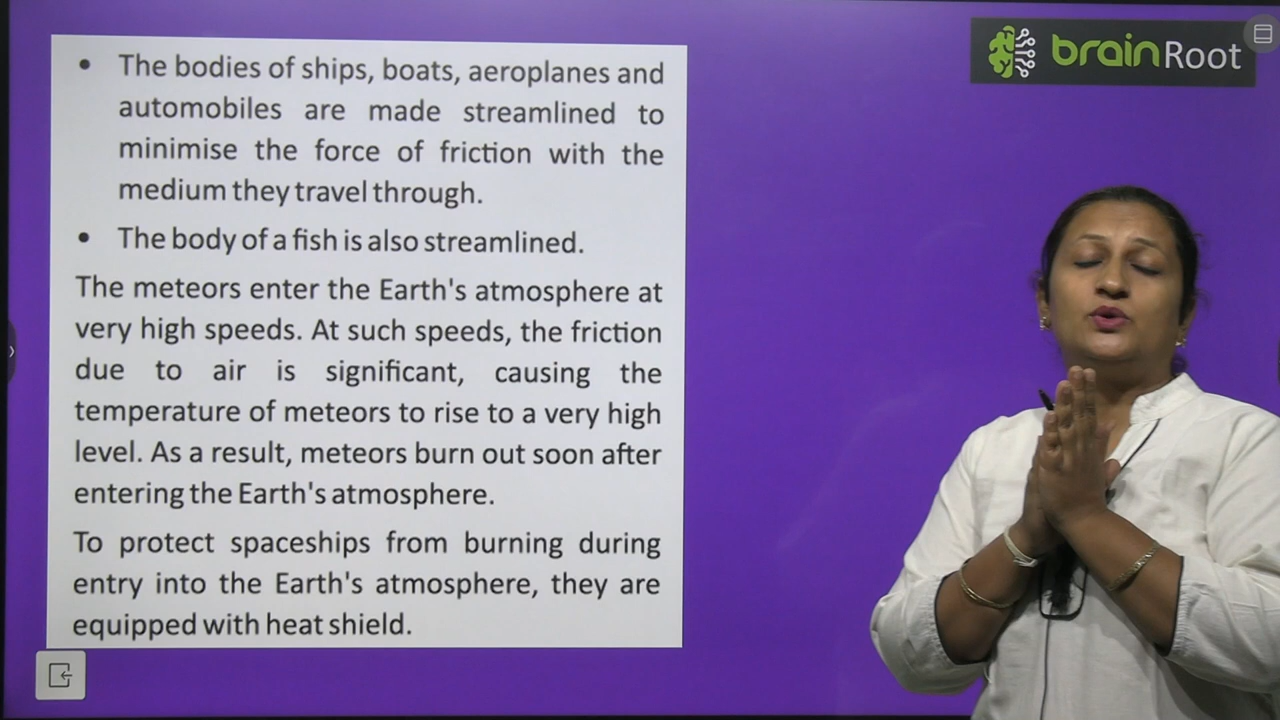 brainRoot
• The bodies of ships, boats, aeroplanes and
automobiles are made streamlined to
minimise the force of friction with the
medium they travel through.
• The body of a fish is also streamlined.
The meteors enter the Earth's atmosphere at
very high speeds. At such speeds, the friction
due to air is significant, causing the
temperature of meteors to rise to a very high
level. As a result, meteors burn out soon after
entering the Earth's atmosphere.
To protect spaceships from burning during
entry into the Earth's atmosphere, they are
equipped with heat shield.